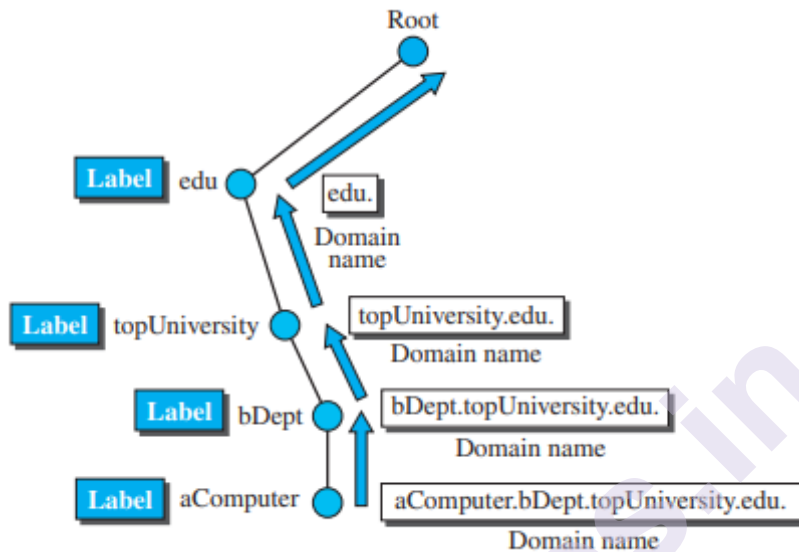 Root
Label edu
edu.
Domain
name
Label topUniversity
topUniversity.edu.
Domain name
Label bDept
bDept.topUniversity.edu.
Domain name
Label aComputer
aComputer.bDept.topUniversity.edu.
Domain name
s.in